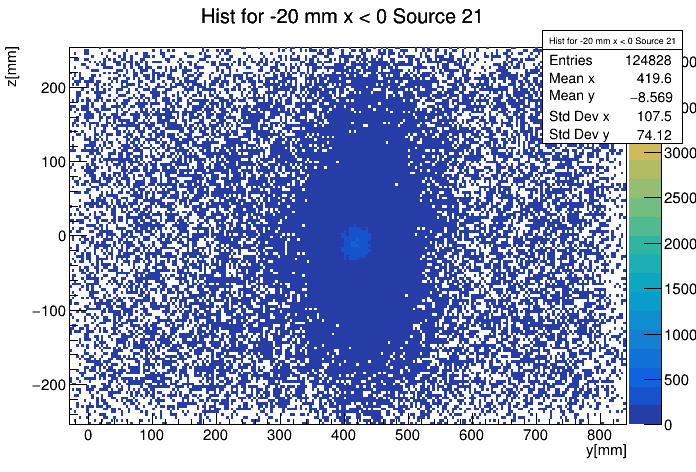 Hist for -20 mm x < 0 Source 21
Hist for -20 mm x < 0 Source 21
Entries 124828
Mean x 419.6
Mean y −8.569
Std Dev x 107.5
Std Dev y 74.12
z[mm]
200
100
0
−100
−200
0 100 200 300 400 500 600 700 800
y[mm]
3000
2500
2000
1500
1000
500
0